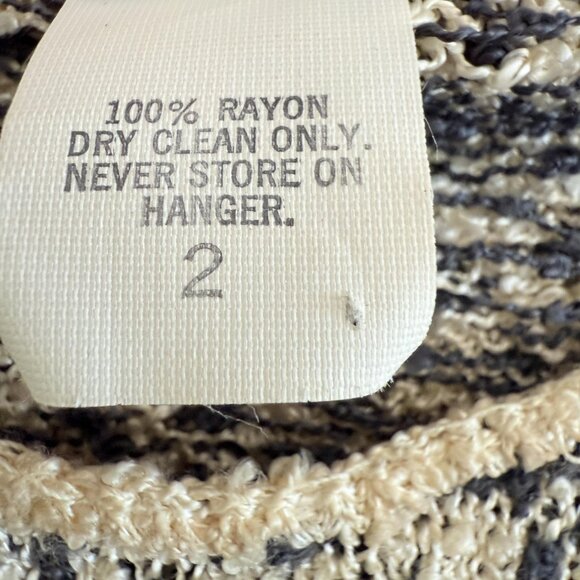 100% RAYON
DRY CLEAN ONLY.
NEVER STORE ON
HANGER.
2